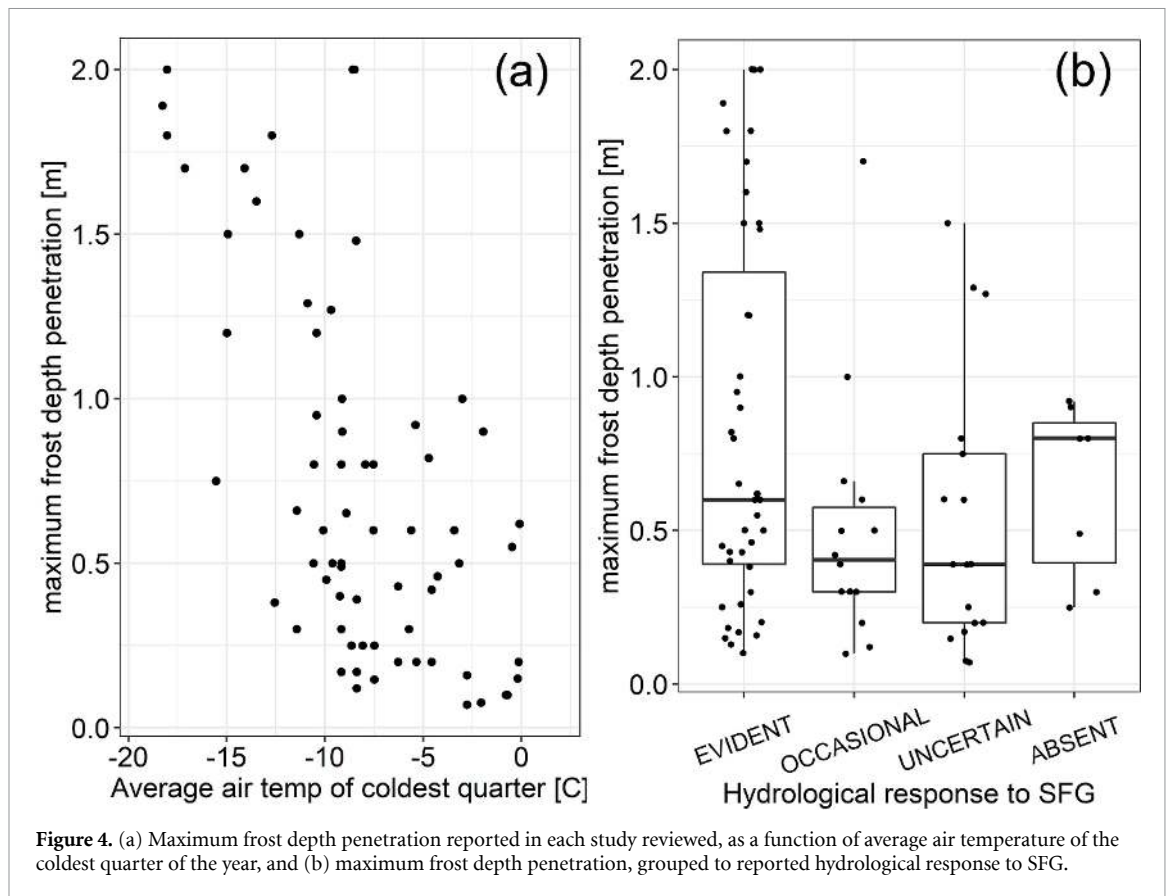 (a)
2.0
1.5
1.0
0.5
0.0
maximum frost depth penetration [m]
-20 -15 -10 -5 0
Average air temp of coldest quarter [C]
(b)
2.0
1.5
1.0
0.5
0.0
maximum frost depth penetration [m]
EVIDENT OCCASIONAL UNCERTAIN ABSENT
Hydrological response to SFG
Figure 4. (a) Maximum frost depth penetration reported in each study reviewed, as a function of average air temperature of the
coldest quarter of the year, and (b) maximum frost depth penetration, grouped to reported hydrological response to SFG.